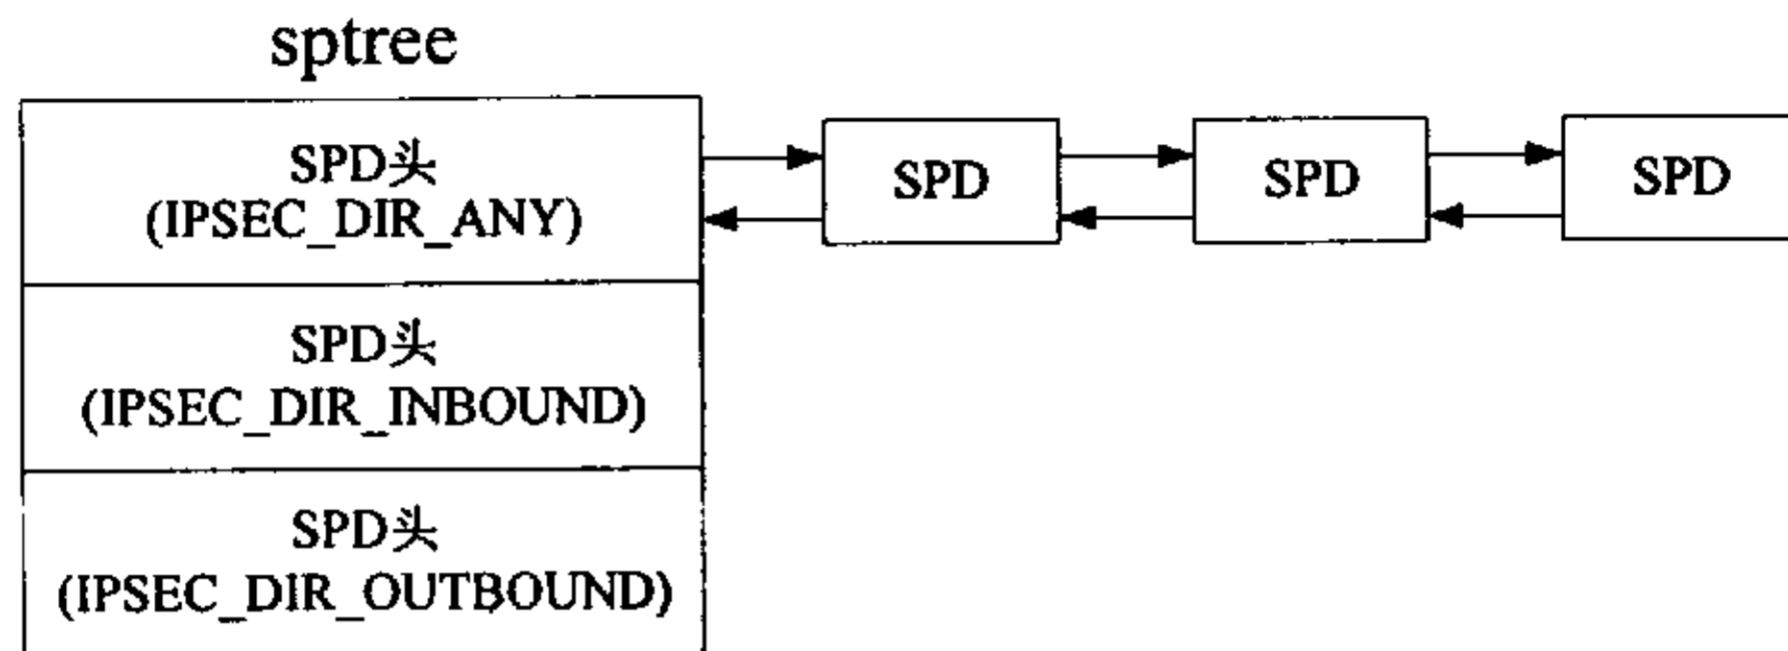 sptree
SPD头
(IPSEC_DIR_ANY)
SPD
SPD
SPD
SPD头
(IPSEC_DIR_INBOUND)
SPD头
(IPSEC_DIR_OUTBOUND)